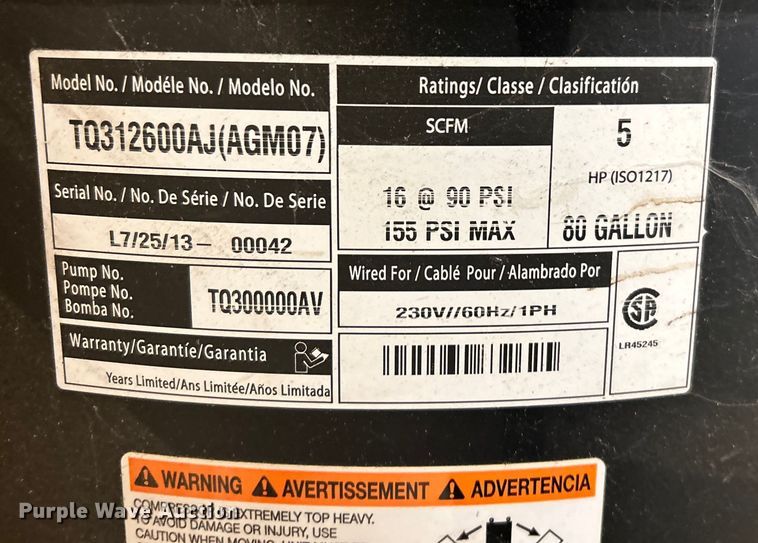 Model No. / Modéle No. / Modelo No.
TQ312600AJ(AGM07)
Serial No. / No. De Série / No. De Serie
L7/25/13- 00042
Pump No.
Pompe No.
Bomba No.
TQ300000AV
Warranty/Garantíe/Garantia
Years Limited/Ans Limitée/Años Limitada
Ratings/ Classe / Clasificatión
SCFM
16 @ 90 PSI
155 PSI MAX
5
HP (ISO1217)
80 GALLON
Wired For / Cablé Pour / Alambrado Por
230V//60Hz/1PH
LR45245
WARNING AVERTISSEMENT ADVERTENCIA
COMPRESSOR IS EXTREMELY TOP HEAVY.
TO AVOID DAMAGE OR INJURY, USE
CAUTION WHEN MOVING.
Purple Wave Auction